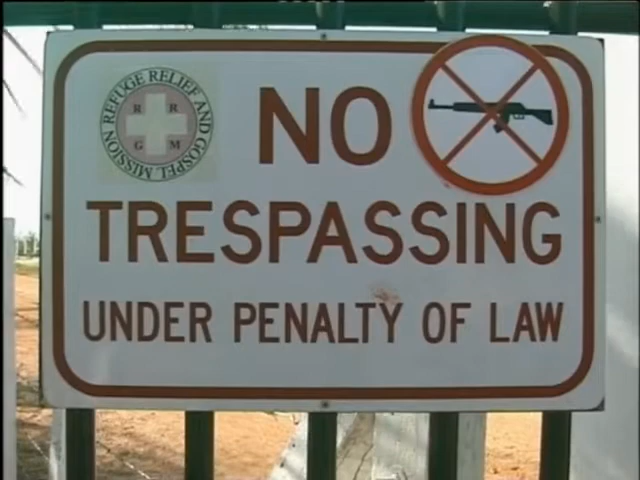 REFUGE RELIEF AND GOSPEL MISSION
R R
G M
NO
TRESPASSING
UNDER PENALTY OF LAW